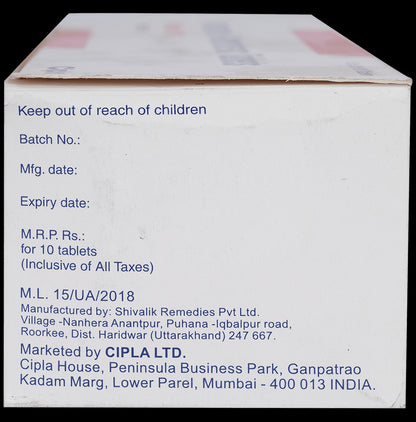 Keep out of reach of children
Batch No.:
Mfg. date:
Expiry date:
M.R.P. Rs.:
for 10 tablets
(Inclusive of All Taxes)
M.L. 15/UA/2018
Manufactured by: Shivalik Remedies Pvt Ltd.
Village -Nanhera Anantpur, Puhana -Iqbalpur road,
Roorkee, Dist. Haridwar (Uttarakhand) 247 667.
Marketed by CIPLA LTD.
Cipla House, Peninsula Business Park, Ganpatrao
Kadam Marg, Lower Parel, Mumbai - 400 013 INDIA.